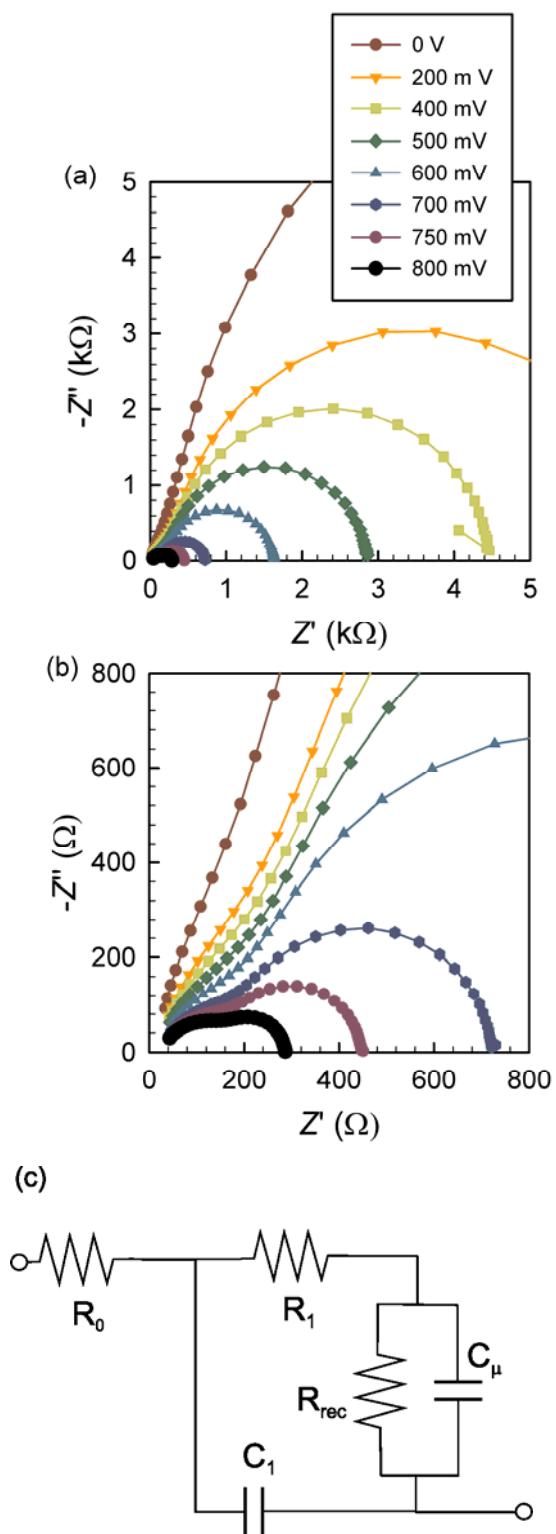 0 V
200 m V
400 mV
500 mV
600 mV
700 mV
750 mV
800 mV
(a)
5
4
3
2
1
0
-Z'' (kΩ)
0 1 2 3 4 5
Z' (kΩ)
(b)
800
600
400
200
0
-Z'' (Ω)
0 200 400 600 800
Z' (Ω)
(c)
R₀
R₁
Cμ
Rrec
C₁